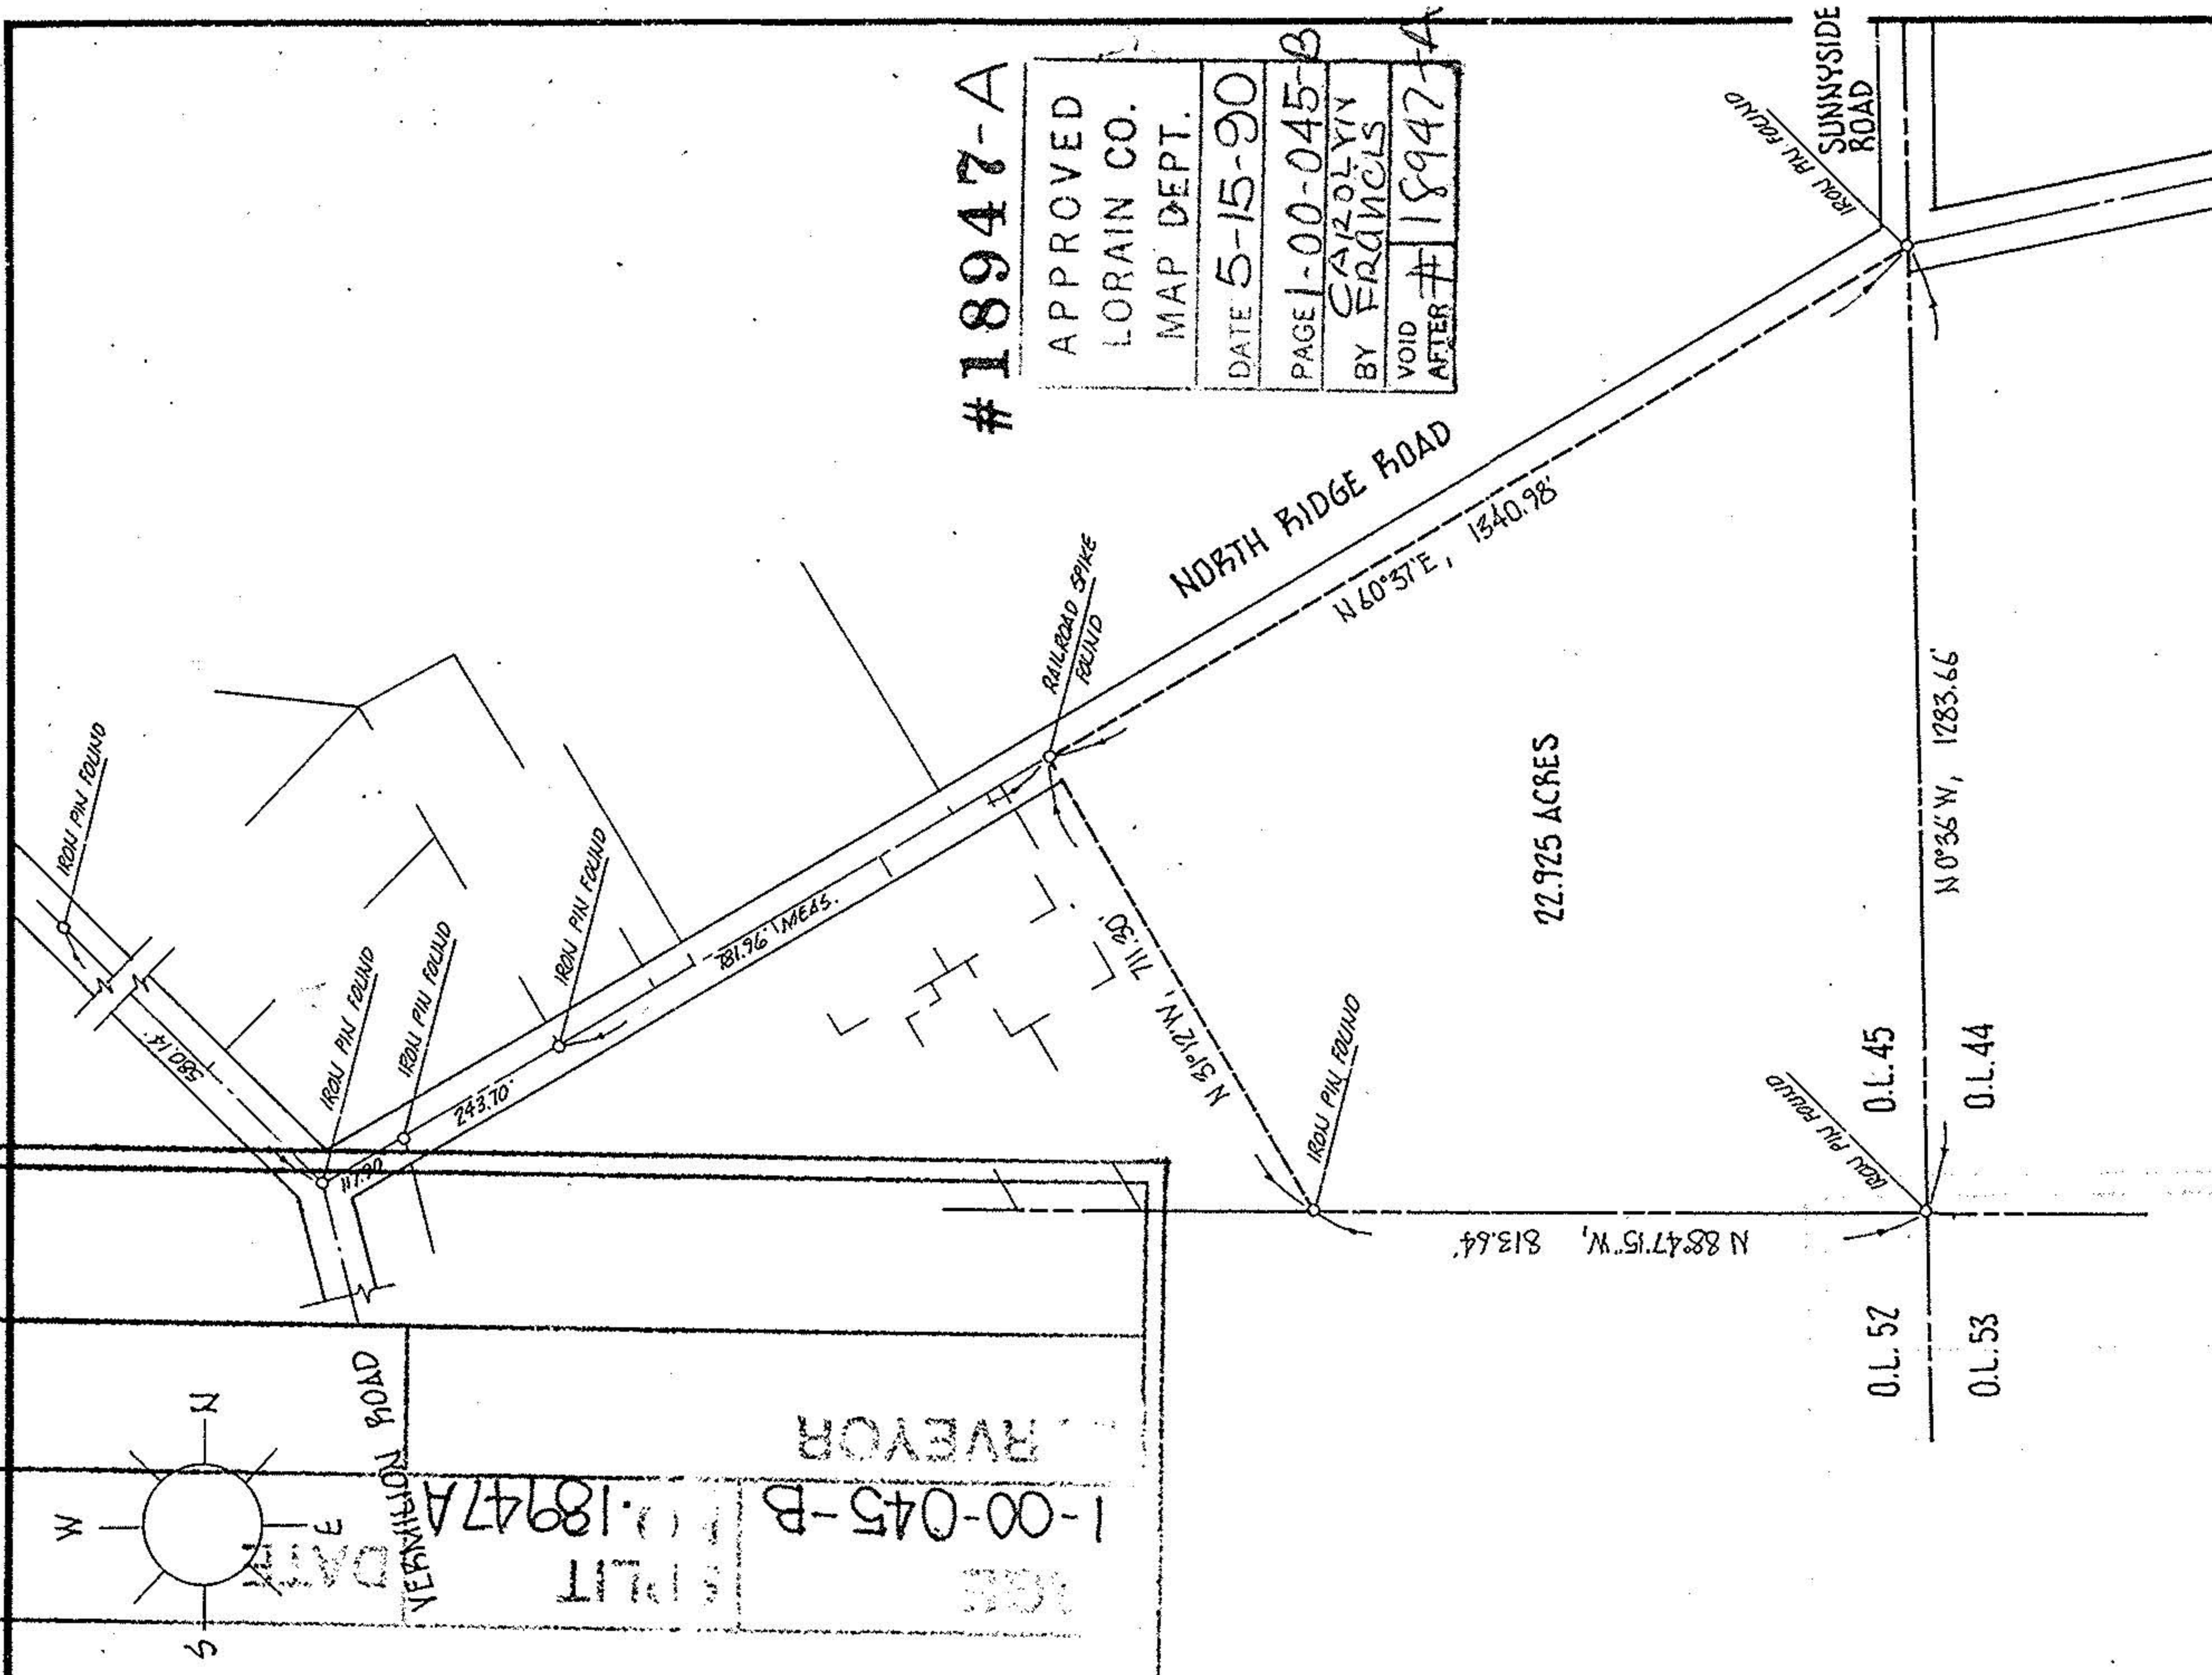 #18947-A
APPROVED
LORAIN CO.
MAP DEPT.
DATE 5-15-90
PAGE 1-00-045-B
BY CAROLYN
FRANCIS
VOID
AFTER # 18947-A
SUNNYSIDE
ROAD
IRON PIN FOUND
NORTH RIDGE ROAD
N 60°37'E, 1340.98'
RAILROAD SPIKE
FOUND
IRON PIN FOUND
580.14'
IRON PIN FOUND
IRON PIN FOUND
IRON PIN FOUND
117.90
243.70'
781.96' MEAS.
N 31°12'W, 711.30'
IRON PIN FOUND
22.925 ACRES
N 0°36'W, 1283.66'
N 88°47'15"W, 813.64'
IRON PIN FOUND
O.L. 45
O.L. 44
O.L. 52
O.L. 53
VERMILION ROAD
N
W
E
S
DATE
18947A
1-00-045-B
RVEYOR